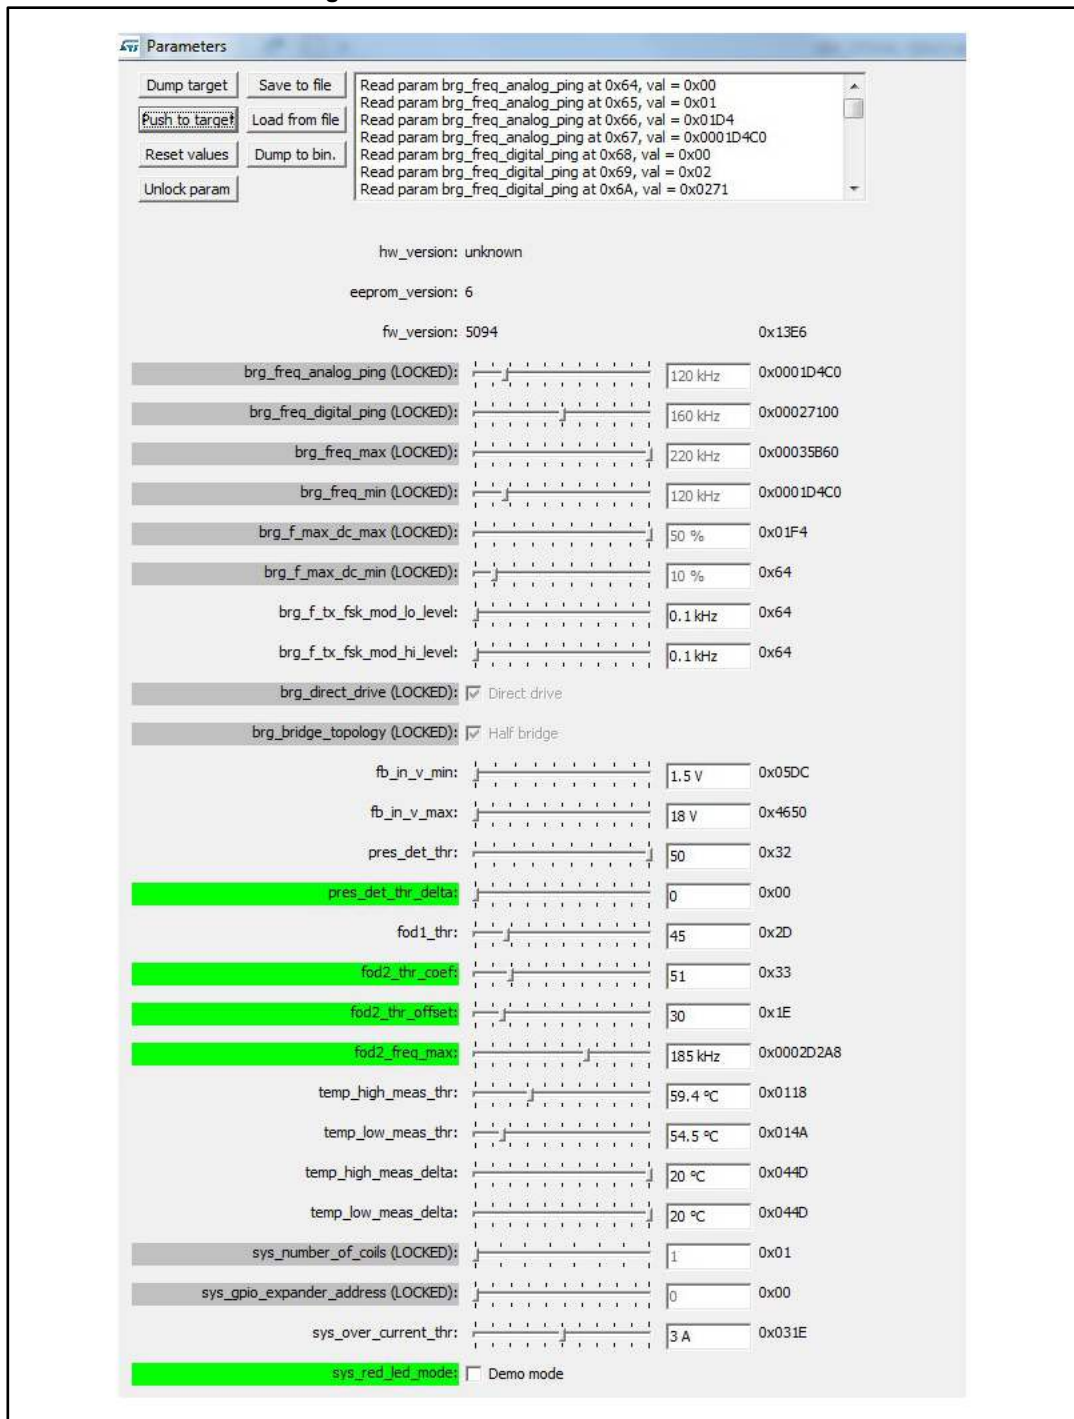 Parameters
Dump target Save to file
Push to target Load from file
Reset values Dump to bin.
Unlock param
Read param brg_freq_analog_ping at 0x64, val = 0x00
Read param brg_freq_analog_ping at 0x65, val = 0x01
Read param brg_freq_analog_ping at 0x66, val = 0x01D4
Read param brg_freq_analog_ping at 0x67, val = 0x0001D4C0
Read param brg_freq_digital_ping at 0x68, val = 0x00
Read param brg_freq_digital_ping at 0x69, val = 0x02
Read param brg_freq_digital_ping at 0x6A, val = 0x0271
hw_version: unknown
eeprom_version: 6
fw_version: 5094 0x13E6
brg_freq_analog_ping (LOCKED): 120 kHz 0x0001D4C0
brg_freq_digital_ping (LOCKED): 160 kHz 0x00027100
brg_freq_max (LOCKED): 220 kHz 0x00035B60
brg_freq_min (LOCKED): 120 kHz 0x0001D4C0
brg_f_max_dc_max (LOCKED): 50 % 0x01F4
brg_f_max_dc_min (LOCKED): 10 % 0x64
brg_f_tx_fsk_mod_lo_level: 0.1 kHz 0x64
brg_f_tx_fsk_mod_hi_level: 0.1 kHz 0x64
brg_direct_drive (LOCKED): Direct drive
brg_bridge_topology (LOCKED): Half bridge
fb_in_v_min: 1.5 V 0x05DC
fb_in_v_max: 18 V 0x4650
pres_det_thr: 50 0x32
pres_det_thr_delta: 0 0x00
fod1_thr: 45 0x2D
fod2_thr_coef: 51 0x33
fod2_thr_offset: 30 0x1E
fod2_freq_max: 185 kHz 0x0002D2A8
temp_high_meas_thr: 59.4 °C 0x0118
temp_low_meas_thr: 54.5 °C 0x014A
temp_high_meas_delta: 20 °C 0x044D
temp_low_meas_delta: 20 °C 0x044D
sys_number_of_coils (LOCKED): 1 0x01
sys_gpio_expander_address (LOCKED): 0 0x00
sys_over_current_thr: 3 A 0x031E
sys_red_led_mode: Demo mode